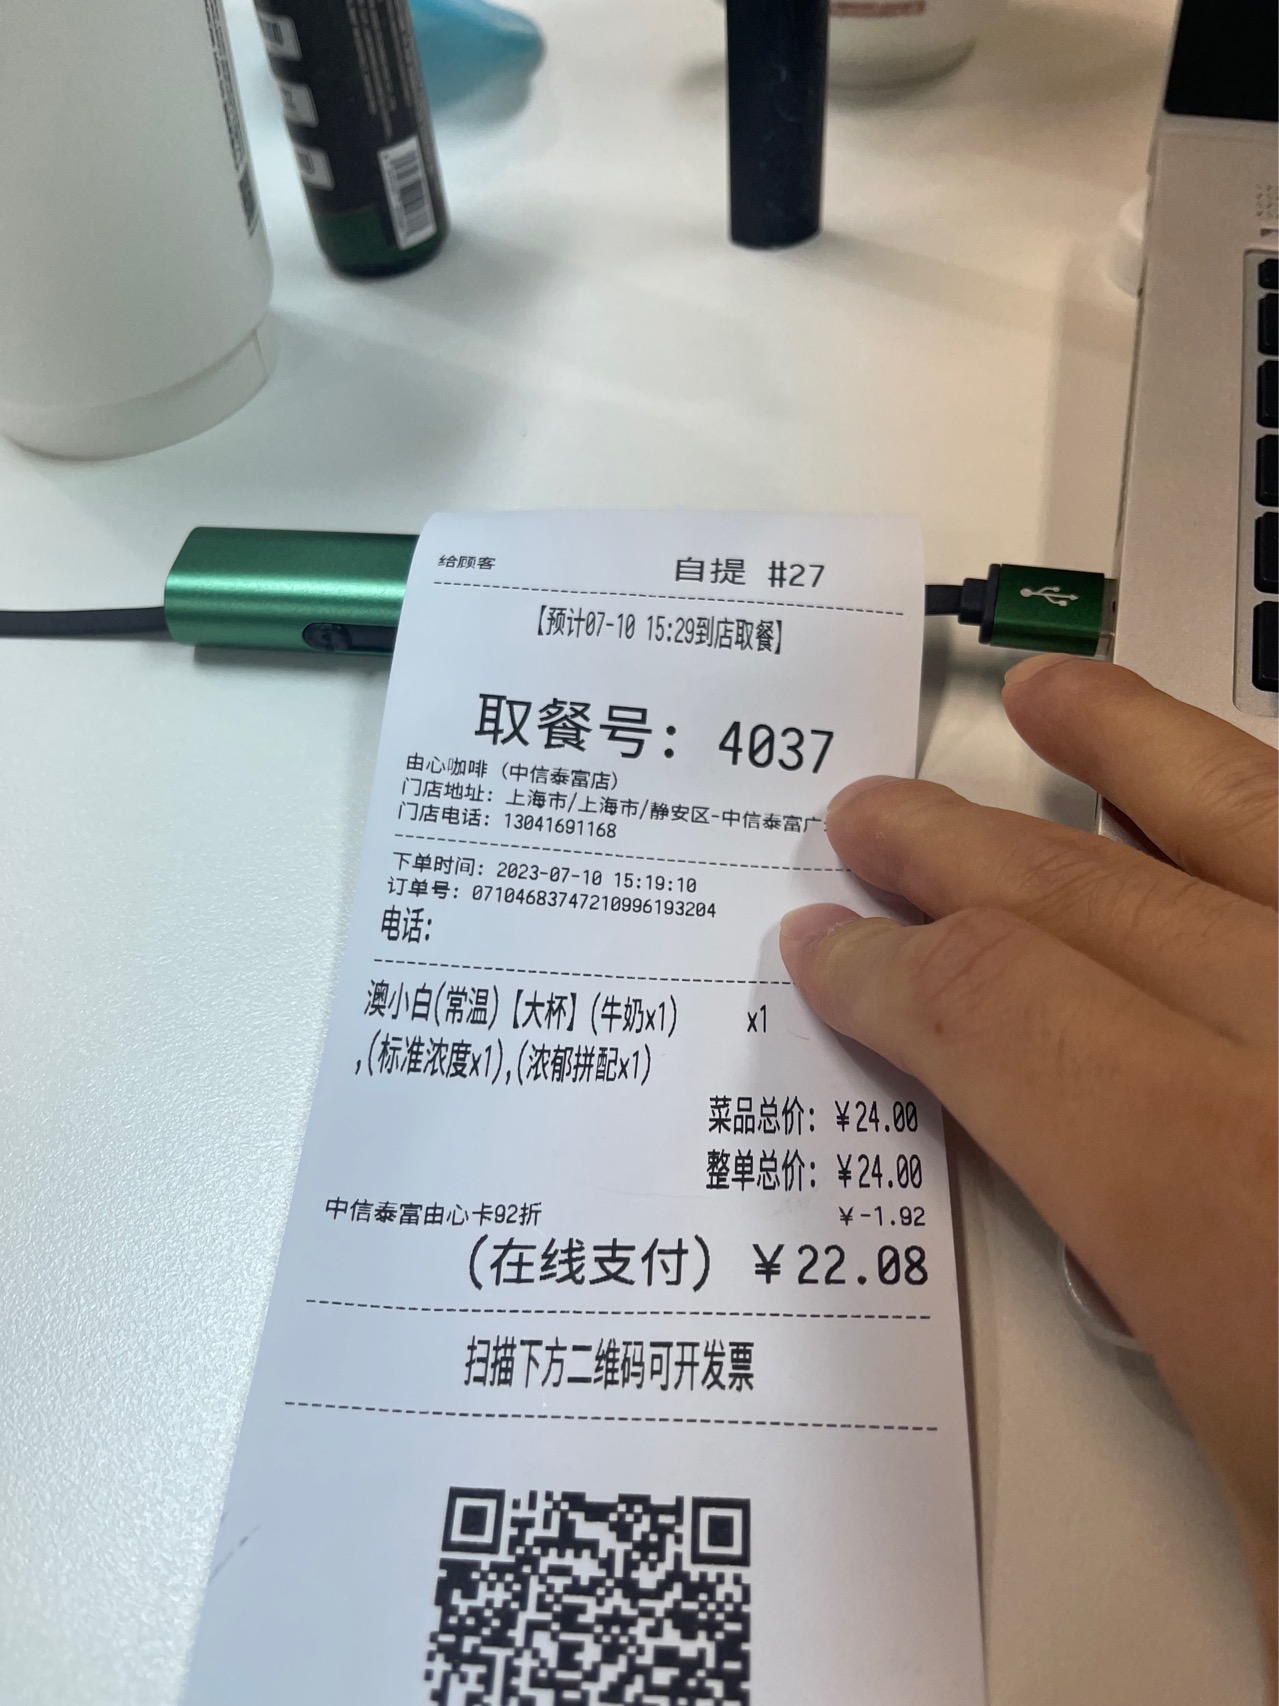 给顾客 自提 #27
【预计07-10 15:29到店取餐】
取餐号: 4037
由心咖啡 (中信泰富店)
门店地址: 上海市/上海市/静安区-中信泰富广
门店电话: 13041691168
下单时间: 2023-07-10 15:19:10
订单号: 071046837472109961​93204
电话:
澳小白(常温)【大杯】(牛奶x1) x1
,(标准浓度x1),(浓郁拼配x1)
菜品总价: ¥24.00
整单总价: ¥24.00
中信泰富由心卡92折 ¥-1.92
(在线支付) ¥22.08
扫描下方二维码可开发票